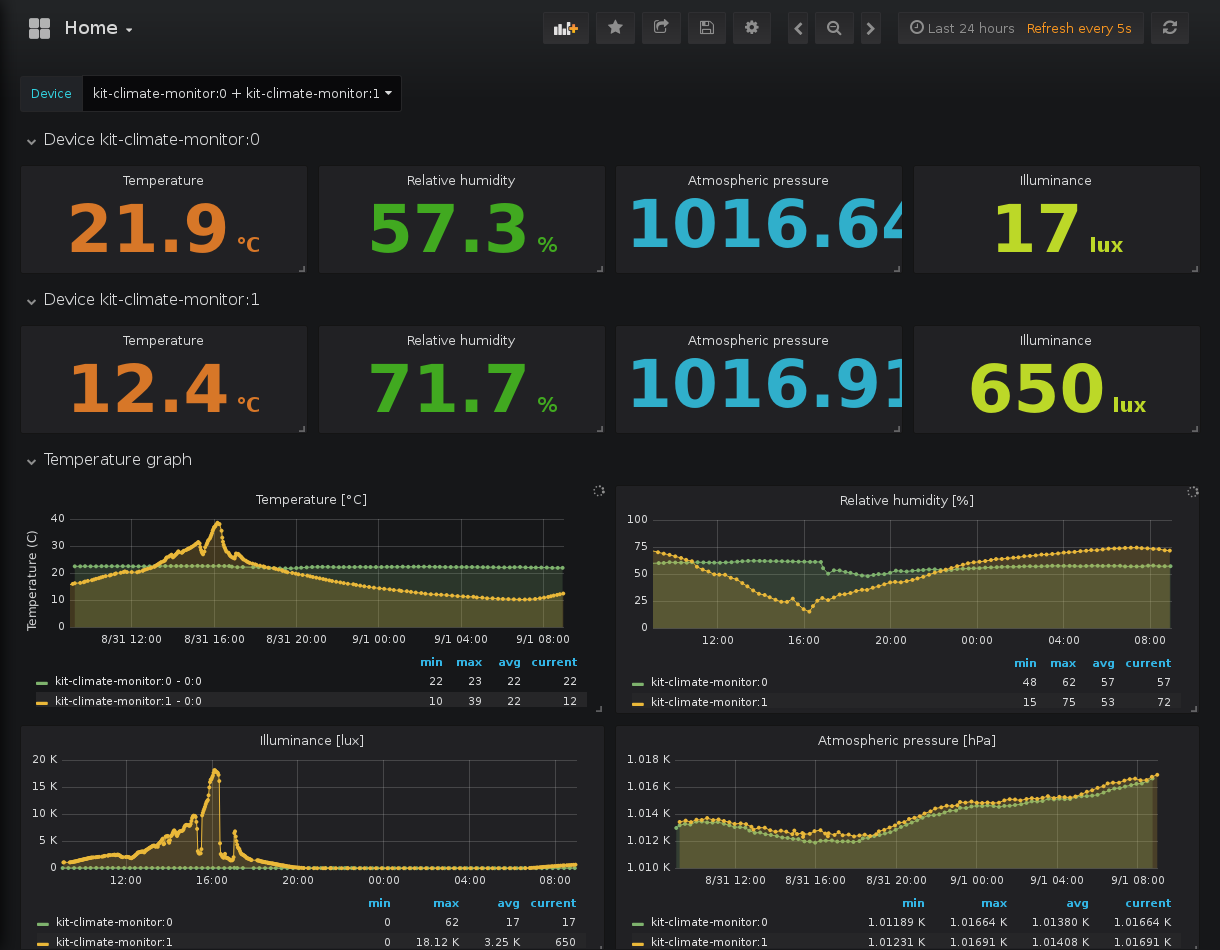 Home
Last 24 hours Refresh every 5s
Device kit-climate-monitor:0 + kit-climate-monitor:1
Device kit-climate-monitor:0
Temperature Relative humidity Atmospheric pressure Illuminance
21.9 °C 57.3 % 1016.64 17 lux
Device kit-climate-monitor:1
Temperature Relative humidity Atmospheric pressure Illuminance
12.4 °C 71.7 % 1016.91 650 lux
Temperature graph
Temperature [°C]
Temperature (C)
40
30
20
10
0
8/31 12:00 8/31 16:00 8/31 20:00 9/1 00:00 9/1 04:00 9/1 08:00
min max avg current
kit-climate-monitor:0 - 0:0 22 23 22 22
kit-climate-monitor:1 - 0:0 10 39 22 12
Relative humidity [%]
100
75
50
25
0
12:00 16:00 20:00 00:00 04:00 08:00
min max avg current
kit-climate-monitor:0 48 62 57 57
kit-climate-monitor:1 15 75 53 72
Illuminance [lux]
20 K
15 K
10 K
5 K
0
12:00 16:00 20:00 00:00 04:00 08:00
min max avg current
kit-climate-monitor:0 0 62 17 17
kit-climate-monitor:1 0 18.12 K 3.25 K 650
Atmospheric pressure [hPa]
1.018 K
1.016 K
1.014 K
1.012 K
1.010 K
8/31 12:00 8/31 16:00 8/31 20:00 9/1 00:00 9/1 04:00 9/1 08:00
min max avg current
kit-climate-monitor:0 1.01189 K 1.01664 K 1.01380 K 1.01664 K
kit-climate-monitor:1 1.01231 K 1.01691 K 1.01408 K 1.01691 K